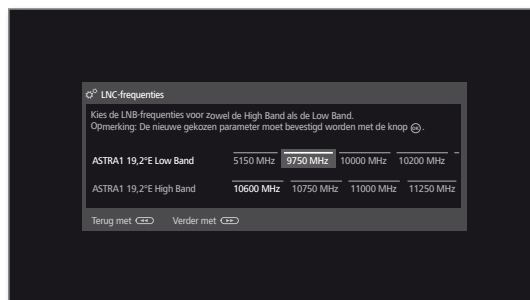 LNC-frequenties
Kies de LNB-frequenties voor zowel de High Band als de Low Band.
Opmerking: De nieuwe gekozen parameter moet bevestigd worden met de knop OK.
ASTRA1 19,2°E Low Band 5150 MHz 9750 MHz 10000 MHz 10200 MHz
ASTRA1 19,2°E High Band 10600 MHz 10750 MHz 11000 MHz 11250 MHz
Terug met Verder met